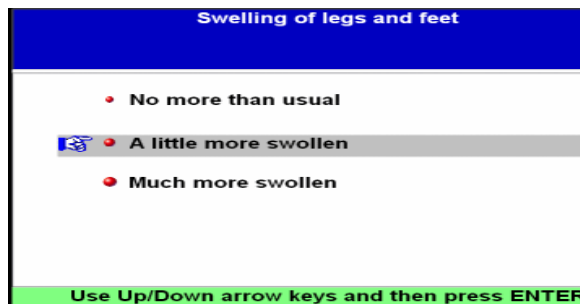 Swelling of legs and feet
No more than usual
A little more swollen
Much more swollen
Use Up/Down arrow keys and then press ENTER